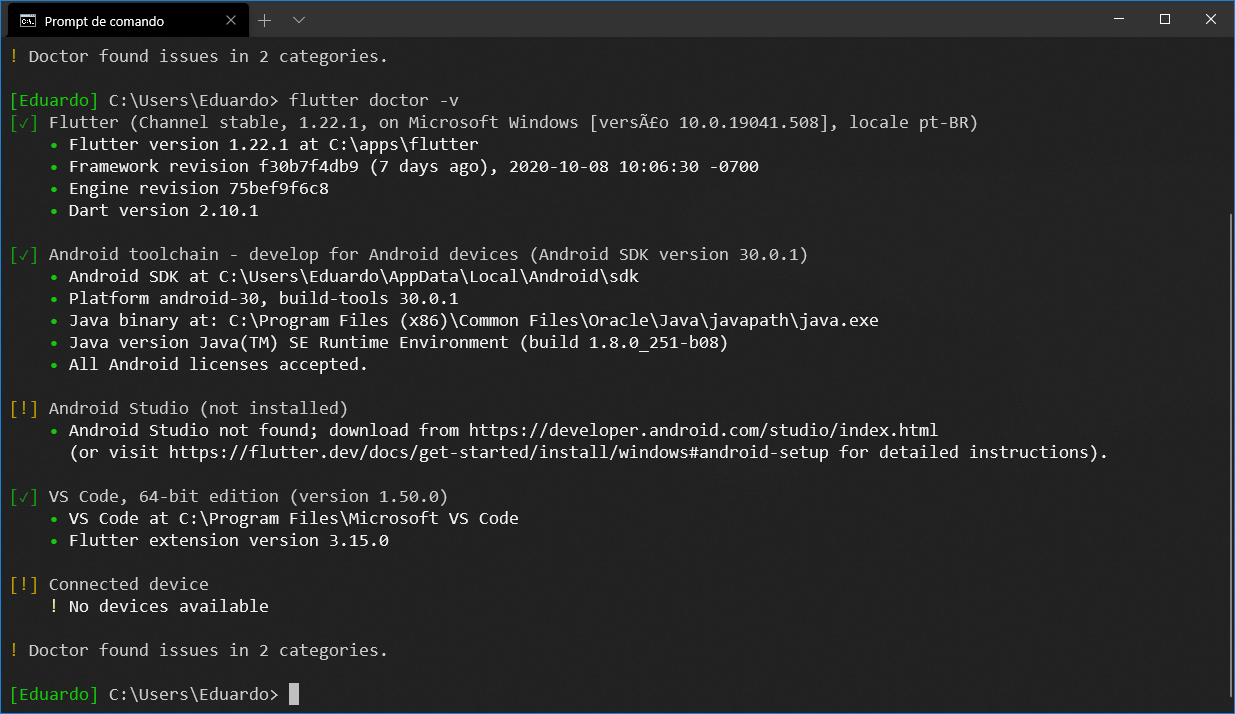 Prompt de comando
! Doctor found issues in 2 categories.
[Eduardo] C:\Users\Eduardo> flutter doctor -v
[✓] Flutter (Channel stable, 1.22.1, on Microsoft Windows [versÃ£o 10.0.19041.508], locale pt-BR)
• Flutter version 1.22.1 at C:\apps\flutter
• Framework revision f30b7f4db9 (7 days ago), 2020-10-08 10:06:30 -0700
• Engine revision 75bef9f6c8
• Dart version 2.10.1
[✓] Android toolchain - develop for Android devices (Android SDK version 30.0.1)
• Android SDK at C:\Users\Eduardo\AppData\Local\Android\sdk
• Platform android-30, build-tools 30.0.1
• Java binary at: C:\Program Files (x86)\Common Files\Oracle\Java\javapath\java.exe
• Java version Java(TM) SE Runtime Environment (build 1.8.0_251-b08)
• All Android licenses accepted.
[!] Android Studio (not installed)
• Android Studio not found; download from https://developer.android.com/studio/index.html
(or visit https://flutter.dev/docs/get-started/install/windows#android-setup for detailed instructions).
[✓] VS Code, 64-bit edition (version 1.50.0)
• VS Code at C:\Program Files\Microsoft VS Code
• Flutter extension version 3.15.0
[!] Connected device
! No devices available
! Doctor found issues in 2 categories.
[Eduardo] C:\Users\Eduardo>